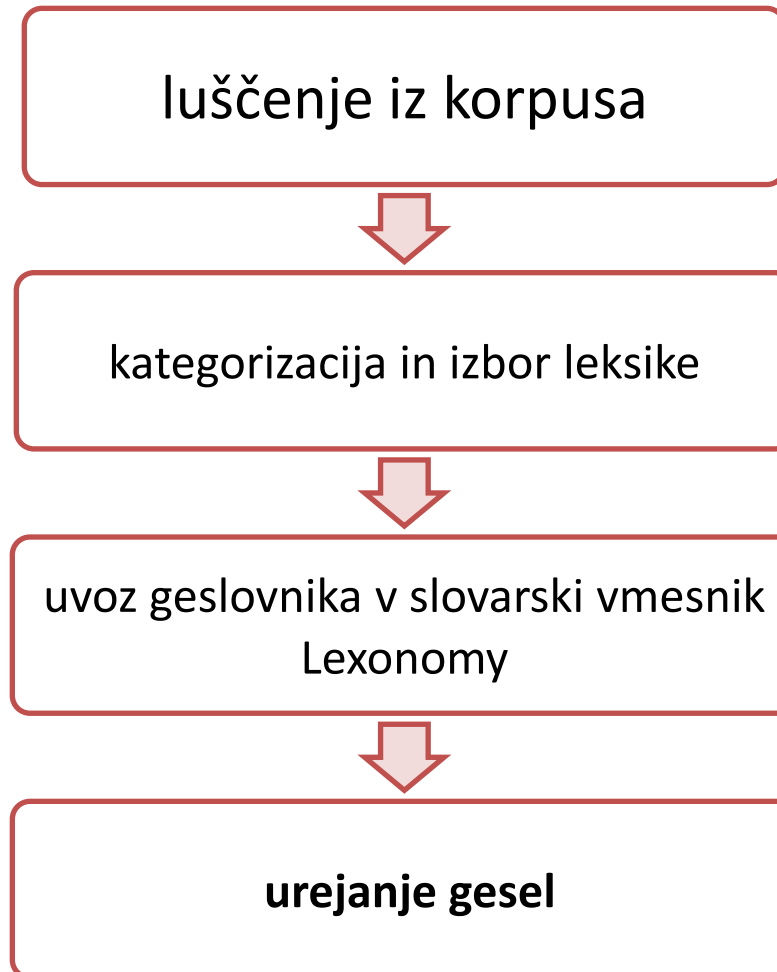 luščenje iz korpusa
kategorizacija in izbor leksike
uvoz geslovnika v slovarski vmesnik
Lexonomy
urejanje gesel